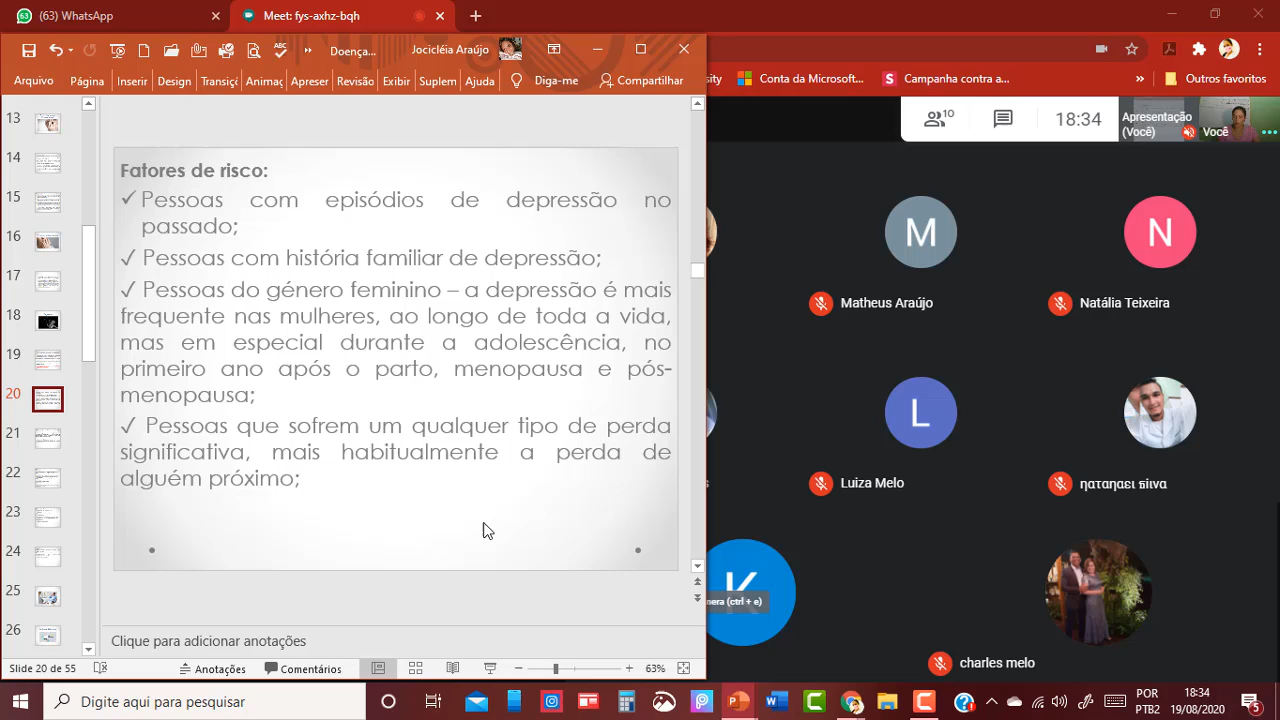 (63) WhatsApp
Meet: fys-axhz-bqh
Doença...
Jocicléia Araújo
Arquivo
Página
Inserir
Design
Transiç
Animaç
Apreser
Revisão
Exibir
Suplem
Ajuda
Diga-me
Compartilhar
Conta da Microsoft...
Campanha contra a...
Outros favoritos
10
18:34
Apresentação
(Você)
Você
13
14
15
16
17
18
19
20
21
22
23
24
25
26
Fatores de risco:
✓ Pessoas com episódios de depressão no
passado;
✓ Pessoas com história familiar de depressão;
✓ Pessoas do género feminino – a depressão é mais
frequente nas mulheres, ao longo de toda a vida,
mas em especial durante a adolescência, no
primeiro ano após o parto, menopausa e pós-
menopausa;
✓ Pessoas que sofrem um qualquer tipo de perda
significativa, mais habitualmente a perda de
alguém próximo;
M
Matheus Araújo
N
Natália Teixeira
L
Luiza Melo
K
mera (ctrl + e)
charles melo
Clique para adicionar anotações
Slide 20 de 55
Anotações
Comentários
63%
Digite aqui para pesquisar
POR
PTB2
18:34
19/08/2020
5